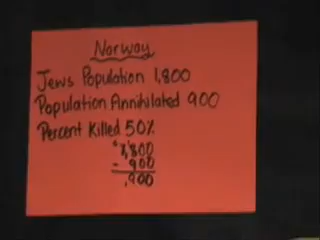 Norway
Jews Population 1,800
Population Annihilated 900
Percent Killed 50%
1,800
- 900
,900